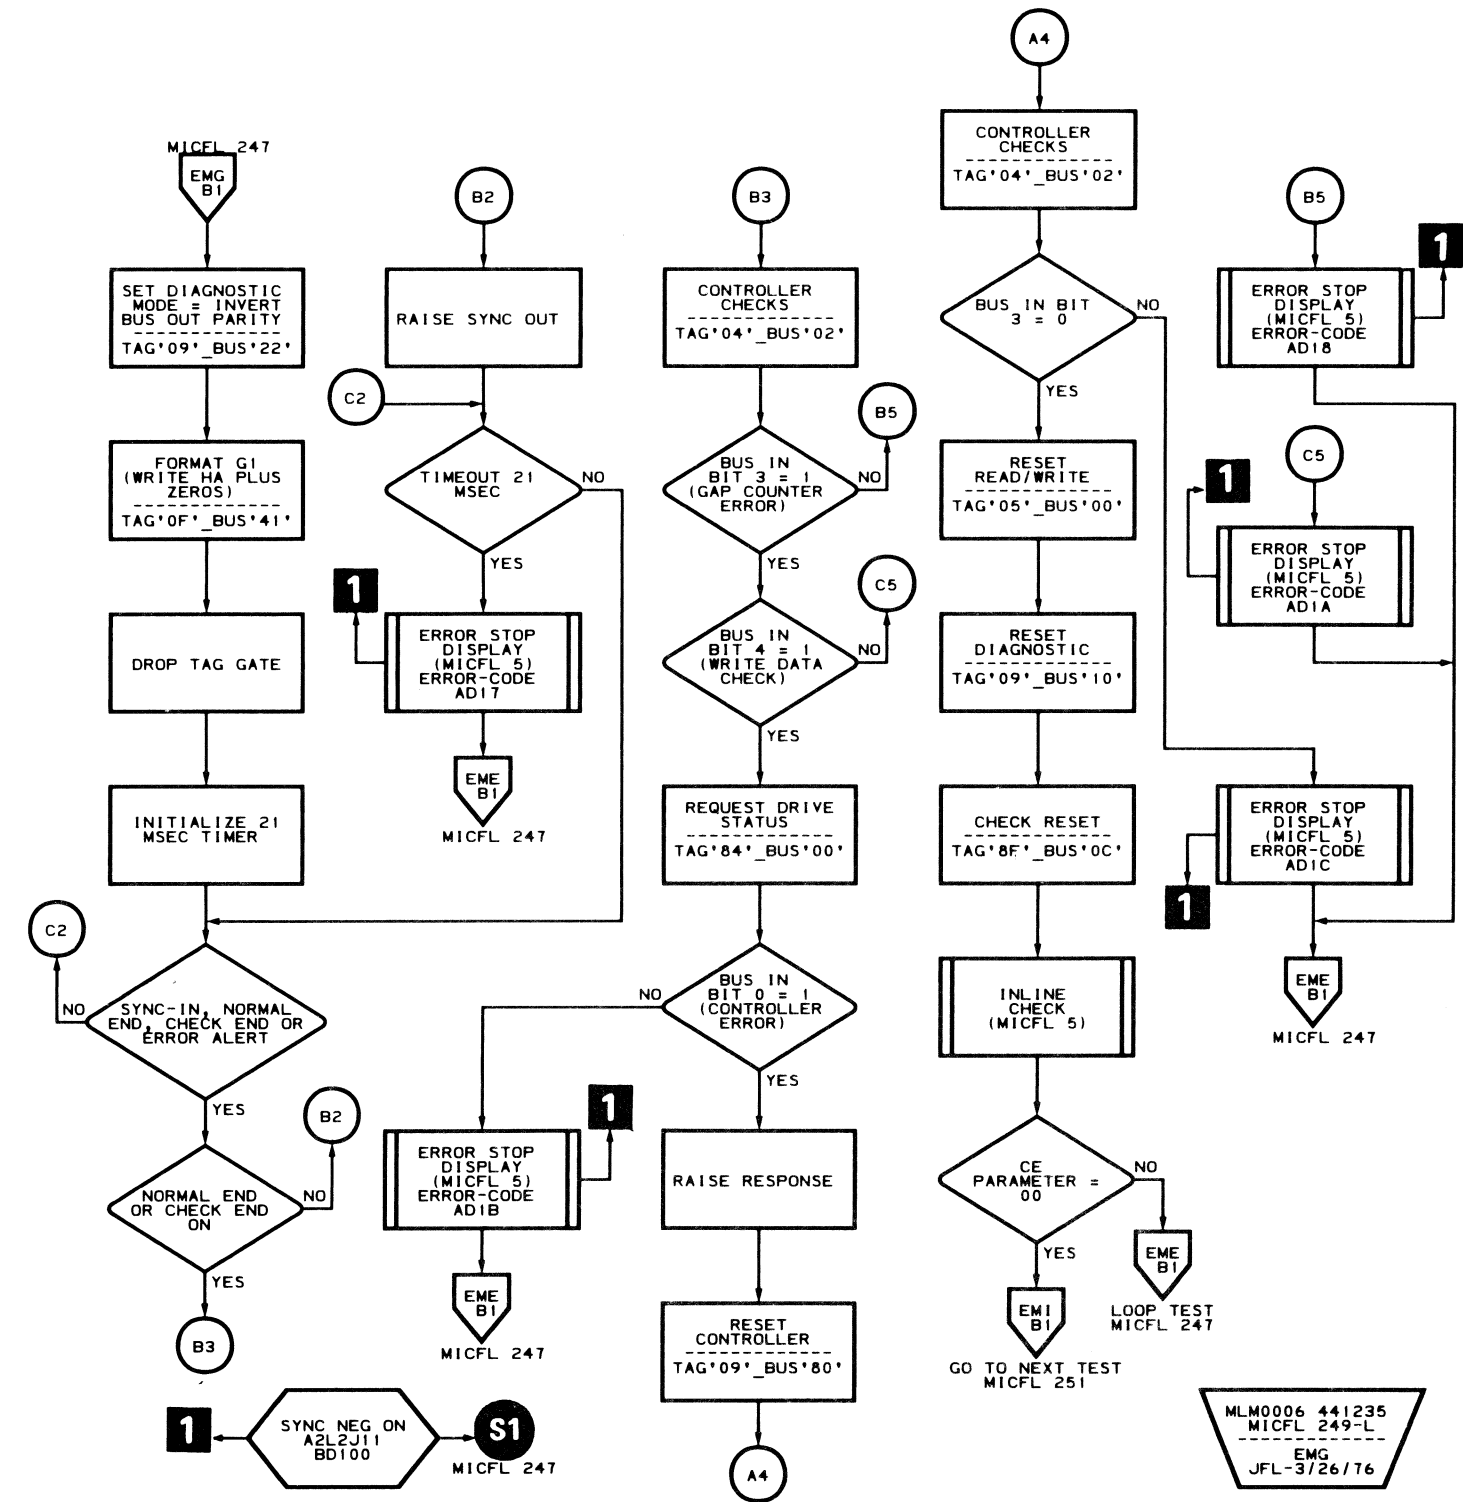 MICFL 247
EMG
B1
SET DIAGNOSTIC
MODE = INVERT
BUS OUT PARITY
TAG'09'_BUS'22'
FORMAT G1
(WRITE HA PLUS
ZEROS)
TAG'0F'_BUS'41'
DROP TAG GATE
INITIALIZE 21
MSEC TIMER
C2
NO
SYNC-IN, NORMAL
END, CHECK END OR
ERROR ALERT
YES
B2
NORMAL END
OR CHECK END
ON
NO
YES
B3
1
SYNC NEG ON
A2L2J11
BD100
S1
MICFL 247
B2
RAISE SYNC OUT
C2
TIMEOUT 21
MSEC
NO
YES
1
ERROR STOP
DISPLAY
(MICFL 5)
ERROR-CODE
AD17
EME
B1
MICFL 247
1
ERROR STOP
DISPLAY
(MICFL 5)
ERROR-CODE
AD1B
EME
B1
MICFL 247
B3
CONTROLLER
CHECKS
TAG'04'_BUS'02'
B5
BUS IN
BIT 3 = 1
(GAP COUNTER
ERROR)
NO
YES
C5
BUS IN
BIT 4 = 1
(WRITE DATA
CHECK)
NO
YES
REQUEST DRIVE
STATUS
TAG'84'_BUS'00'
BUS IN
BIT 0 = 1
(CONTROLLER
ERROR)
NO
YES
RAISE RESPONSE
RESET
CONTROLLER
TAG'09'_BUS'80'
A4
A4
CONTROLLER
CHECKS
TAG'04'_BUS'02'
BUS IN BIT
3 = 0
NO
YES
RESET
READ/WRITE
TAG'05'_BUS'00'
RESET
DIAGNOSTIC
TAG'09'_BUS'10'
CHECK RESET
TAG'8F'_BUS'0C'
INLINE
CHECK
(MICFL 5)
CE
PARAMETER =
00
NO
YES
EME
B1
LOOP TEST
MICFL 247
EMI
B1
GO TO NEXT TEST
MICFL 251
B5
1
ERROR STOP
DISPLAY
(MICFL 5)
ERROR-CODE
AD18
C5
1
ERROR STOP
DISPLAY
(MICFL 5)
ERROR-CODE
AD1A
ERROR STOP
DISPLAY
(MICFL 5)
ERROR-CODE
AD1C
1
EME
B1
MICFL 247
MLM0006 441235
MICFL 249-L
EMG
JFL-3/26/76